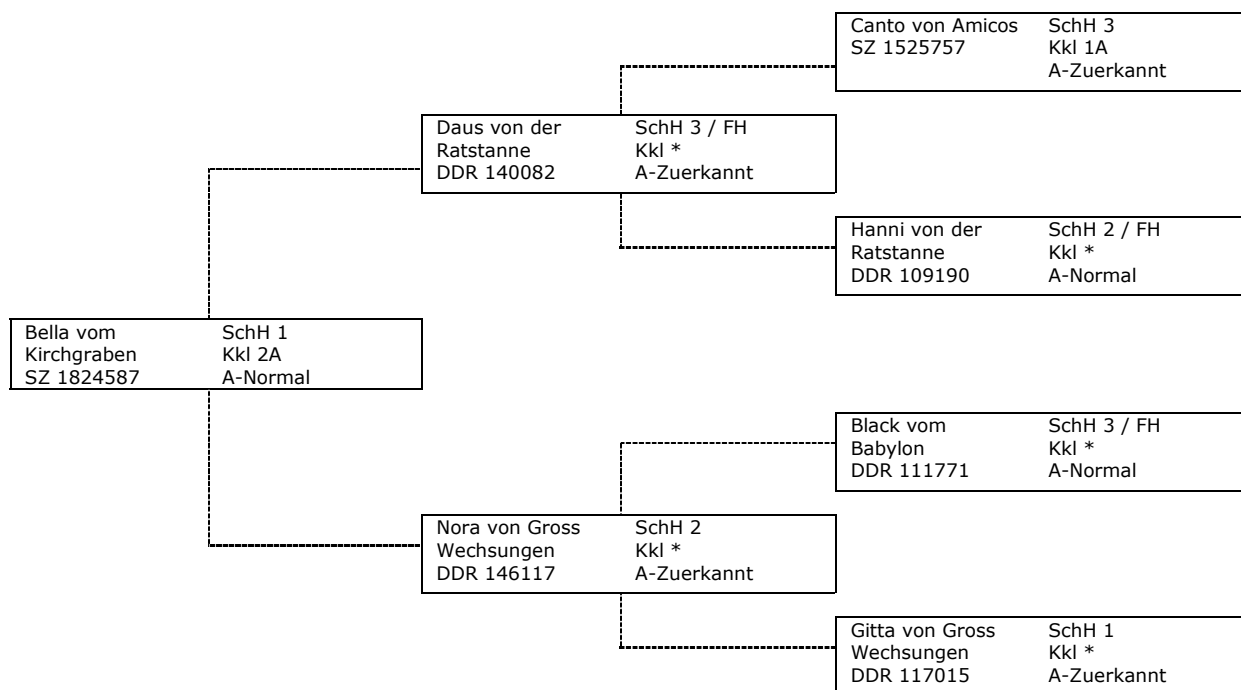 Canto von Amicos SchH 3
SZ 1525757 Kkl 1A
A-Zuerkannt
Daus von der SchH 3 / FH
Ratstanne Kkl *
DDR 140082 A-Zuerkannt
Hanni von der SchH 2 / FH
Ratstanne Kkl *
DDR 109190 A-Normal
Bella vom SchH 1
Kirchgraben Kkl 2A
SZ 1824587 A-Normal
Black vom SchH 3 / FH
Babylon Kkl *
DDR 111771 A-Normal
Nora von Gross SchH 2
Wechsungen Kkl *
DDR 146117 A-Zuerkannt
Gitta von Gross SchH 1
Wechsungen Kkl *
DDR 117015 A-Zuerkannt